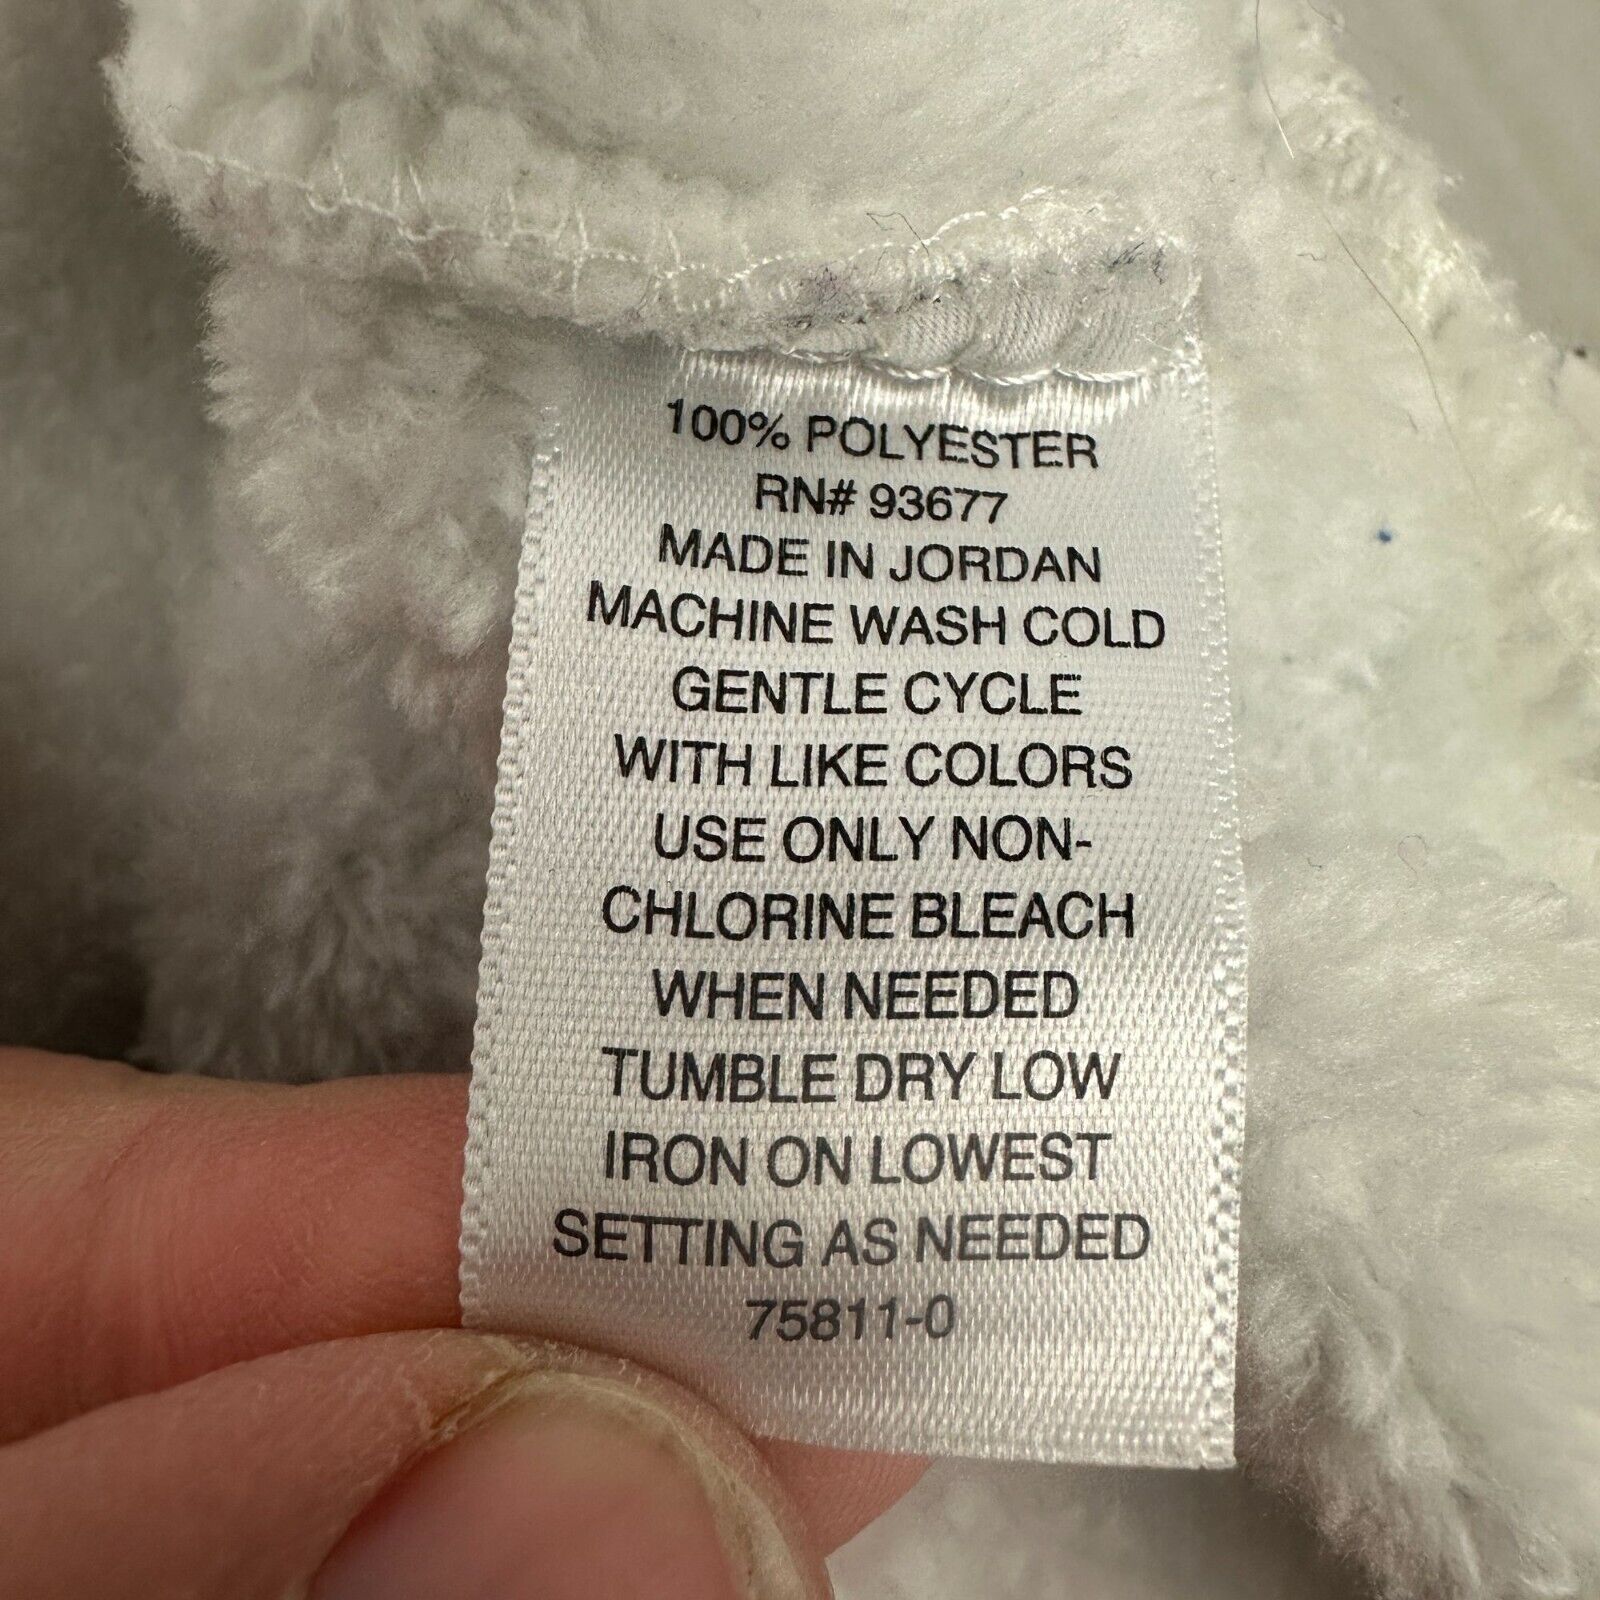 100% POLYESTER
RN# 93677
MADE IN JORDAN
MACHINE WASH COLD
GENTLE CYCLE
WITH LIKE COLORS
USE ONLY NON-
CHLORINE BLEACH
WHEN NEEDED
TUMBLE DRY LOW
IRON ON LOWEST
SETTING AS NEEDED
75811-0